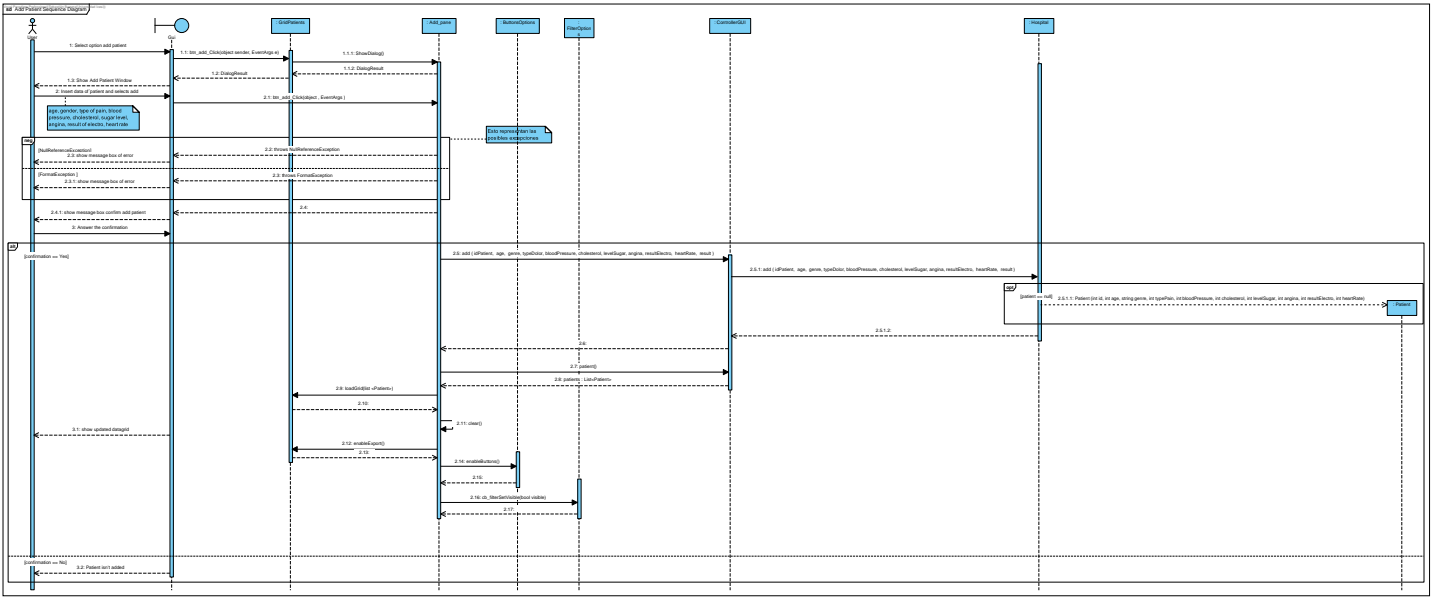 sd Add Patient Sequence Diagram
User
Gui
: GridPatients
: Add_pane
: ButtonsOptions
: FilterOption
s
: ControllerGUI
: Hospital
1: Select option add patient
1.1: btn_add_Click(object sender, EventArgs e)
1.1.1: ShowDialog()
1.1.2: DialogResult
1.2: DialogResult
1.3: Show Add Patient Window
2: Insert data of patient and selects add
2.1: btn_add_Click(object , EventArgs )
age, gender, type of pain, blood
pressure, cholesterol, sugar level,
angina, result of electro, heart rate
Esto representan las
posibles excepciones
[NullReferenceException]
2.2: throws NullReferenceException
2.3: show message box of error
[FormatException ]
2.3: throws FormatException
2.3.1: show message box of error
2.4:
2.4.1: show message box confirm add patient
3: Answer the confirmation
alt
[confirmation == Yes]
2.5: add ( idPatient, age, genre, typeDolor, bloodPressure, cholesterol, levelSugar, angina, resultElectro, heartRate, result )
2.5.1: add ( idPatient, age, genre, typeDolor, bloodPressure, cholesterol, levelSugar, angina, resultElectro, heartRate, result )
opt
[patient == null]
2.5.1.1: Patient (int id, int age, string genre, int typePain, int bloodPressure, int cholesterol, int levelSugar, int angina, int resultElectro, int heartRate)
: Patient
2.5.1.2:
2.6:
2.7: patient()
2.8: patients : List<Patient>
2.9: loadGrid(list <Patient>)
2.10:
2.11: clear()
3.1: show updated datagrid
2.12: enableExport()
2.13:
2.14: enableButtons()
2.15:
2.16: cb_filterSetVisible(bool visible)
2.17:
[confirmation == No]
3.2: Patient isn't added